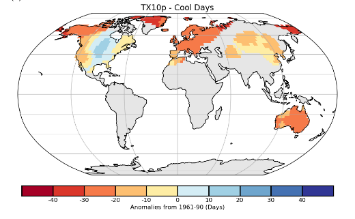 TX10p - Cool Days
-40 -30 -20 -10 0 10 20 30 40
Anomalies from 1961-90 (Days)